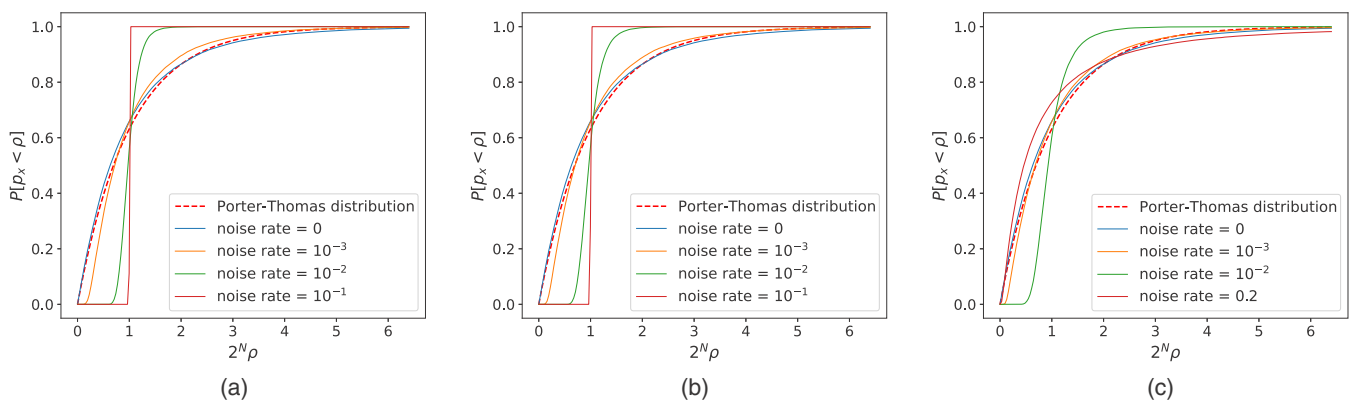 1.0
0.8
0.6
0.4
0.2
0.0
P[pₓ < ρ]
Porter-Thomas distribution
noise rate = 0
noise rate = 10⁻³
noise rate = 10⁻²
noise rate = 10⁻¹
0 1 2 3 4 5 6
2ᴺρ
(a)
1.0
0.8
0.6
0.4
0.2
0.0
P[pₓ < ρ]
Porter-Thomas distribution
noise rate = 0
noise rate = 10⁻³
noise rate = 10⁻²
noise rate = 10⁻¹
0 1 2 3 4 5 6
2ᴺρ
(b)
1.0
0.8
0.6
0.4
0.2
0.0
P[pₓ < ρ]
Porter-Thomas distribution
noise rate = 0
noise rate = 10⁻³
noise rate = 10⁻²
noise rate = 0.2
0 1 2 3 4 5 6
2ᴺρ
(c)